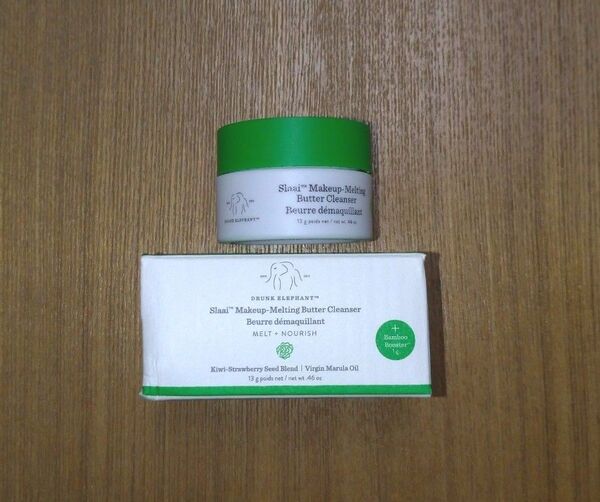 Slaai™ Makeup-Melting
Butter Cleanser
Beurre démaquillant
13 g poids net / net wt .46 oz
DRUNK ELEPHANT™
DRUNK ELEPHANT™
Slaai™ Makeup-Melting Butter Cleanser
Beurre démaquillant
MELT + NOURISH
Kiwi-Strawberry Seed Blend | Virgin Marula Oil
13 g poids net / net wt .46 oz
+
Bamboo
Booster™
1 g